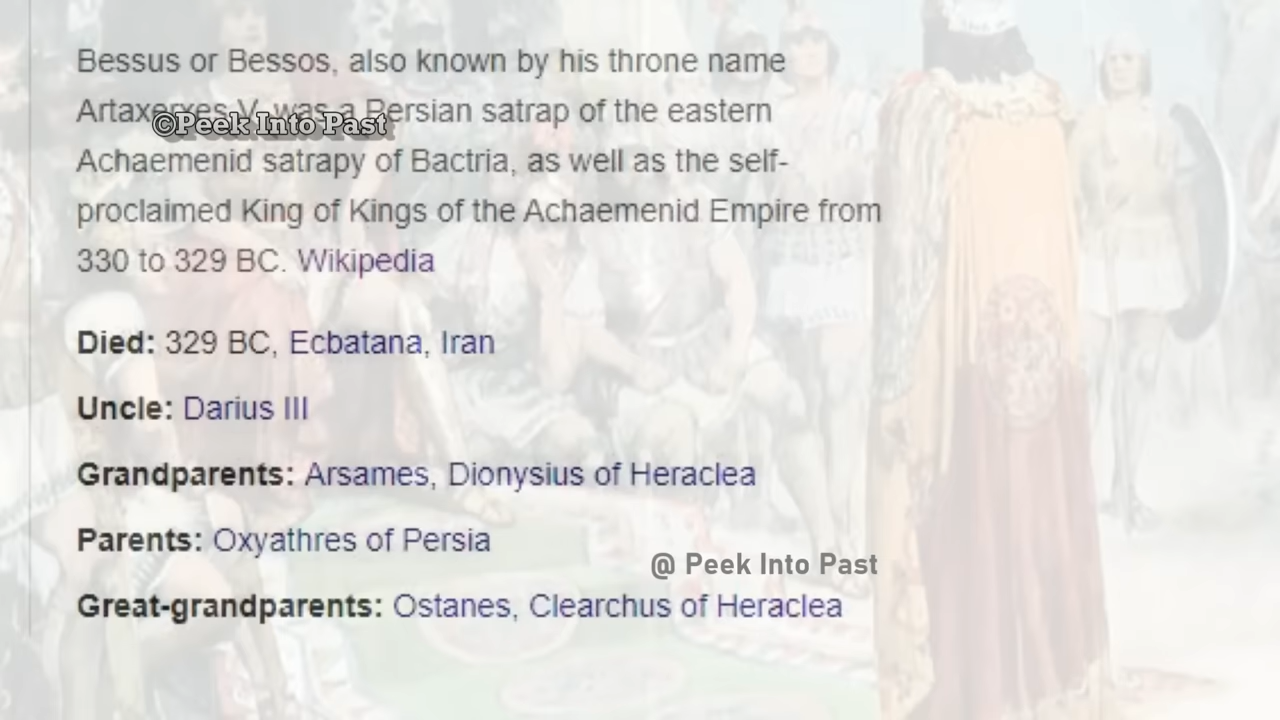 Bessus or Bessos, also known by his throne name
Artaxerxes V, was a Persian satrap of the eastern
©Peek Into Past
Achaemenid satrapy of Bactria, as well as the self-
proclaimed King of Kings of the Achaemenid Empire from
330 to 329 BC. Wikipedia
Died: 329 BC, Ecbatana, Iran
Uncle: Darius III
Grandparents: Arsames, Dionysius of Heraclea
Parents: Oxyathres of Persia
@ Peek Into Past
Great-grandparents: Ostanes, Clearchus of Heraclea